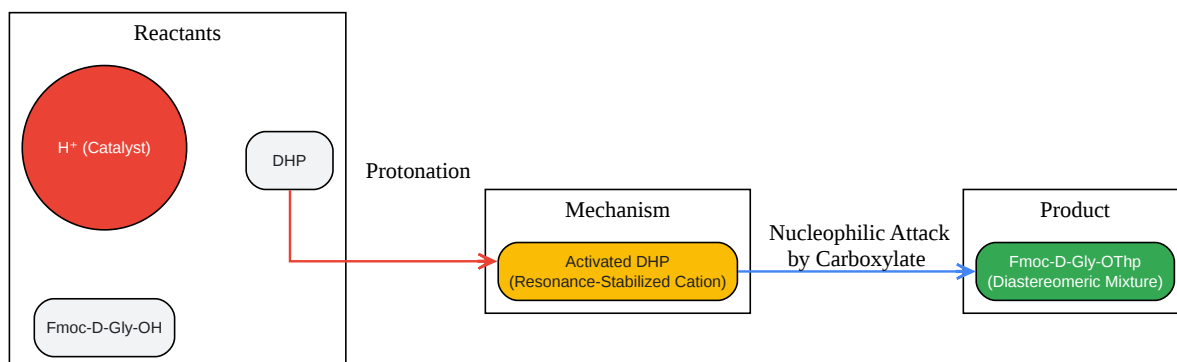 Reactants
H⁺ (Catalyst)
DHP
Fmoc-D-Gly-OH
Protonation
Mechanism
Activated DHP
(Resonance-Stabilized Cation)
Nucleophilic Attack
by Carboxylate
Product
Fmoc-D-Gly-OThp
(Diastereomeric Mixture)